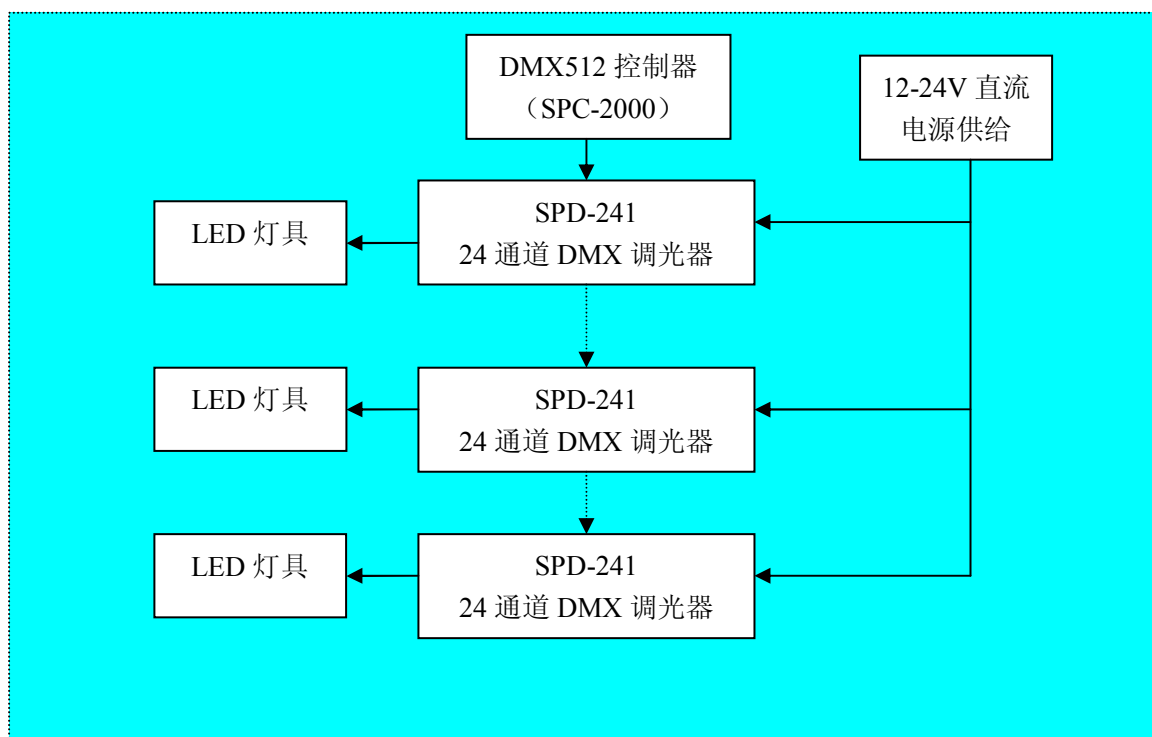 DMX512 控制器
（SPC-2000）
12-24V 直流
电源供给
SPD-241
24 通道 DMX 调光器
LED 灯具
SPD-241
24 通道 DMX 调光器
LED 灯具
SPD-241
24 通道 DMX 调光器
LED 灯具